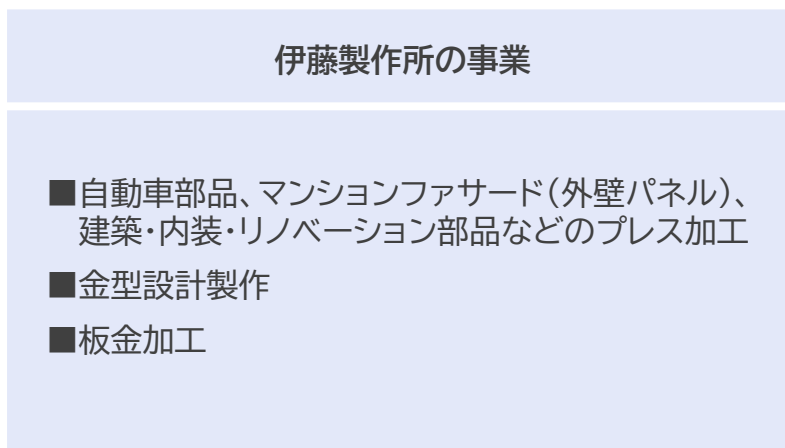 伊藤製作所の事業
■自動車部品、マンションファサード（外壁パネル）、
建築・内装・リノベーション部品などのプレス加工
■金型設計製作
■板金加工